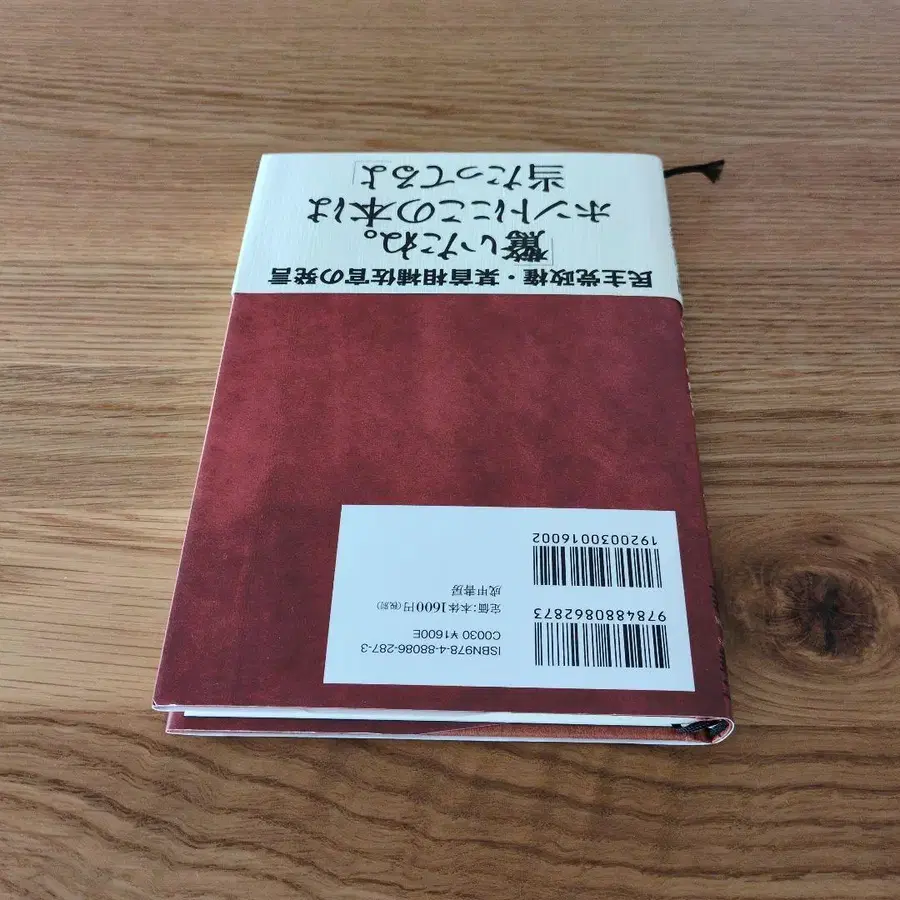 ISBN978-4-88086-287-3
C0030 ¥1600E
定価:本体1600円(税別)
成甲書房
9784880862873
1920030016002
民主党政権・某首相補佐官の発言
「驚いたね。
ホントにこの本は
当たってるよ」